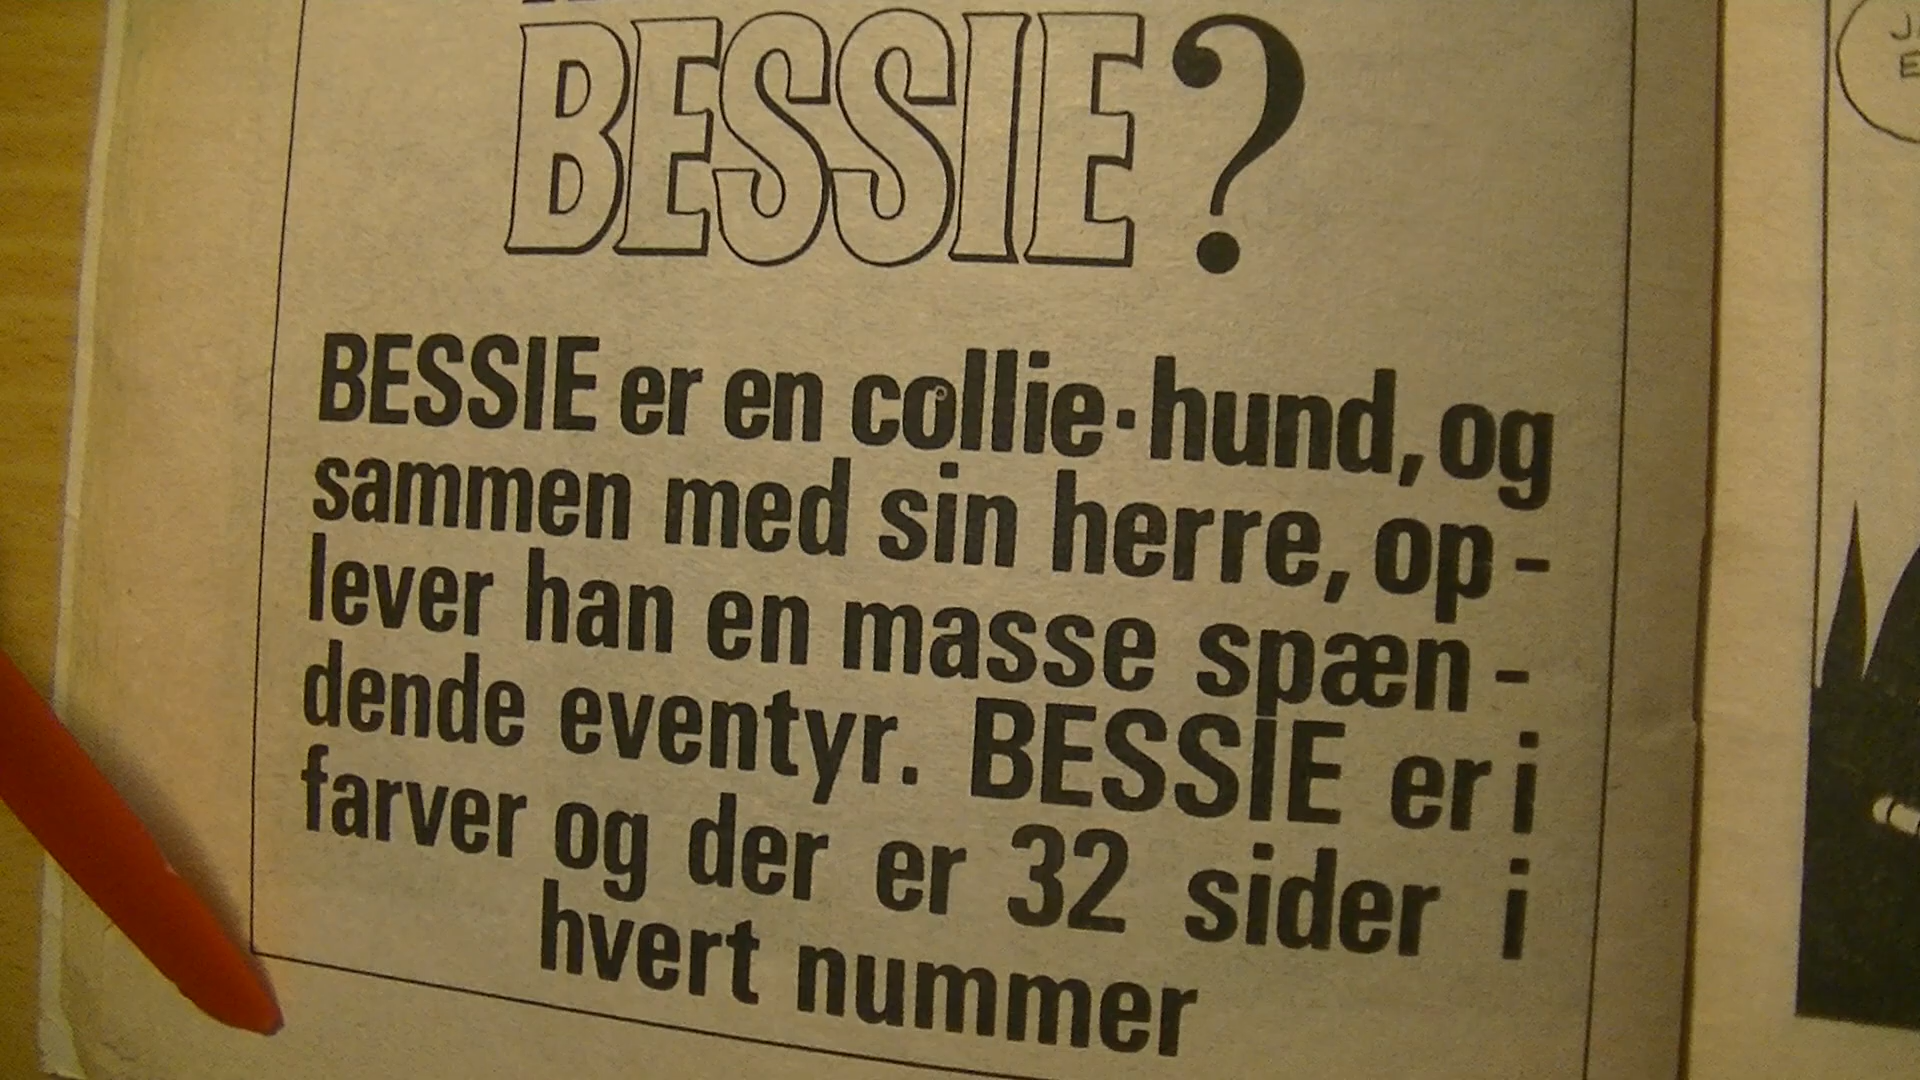 BESSIE?
BESSIE er en collie-hund, og
sammen med sin herre, op-
lever han en masse spæn-
dende eventyr. BESSIE er i
farver og der er 32 sider i
hvert nummer